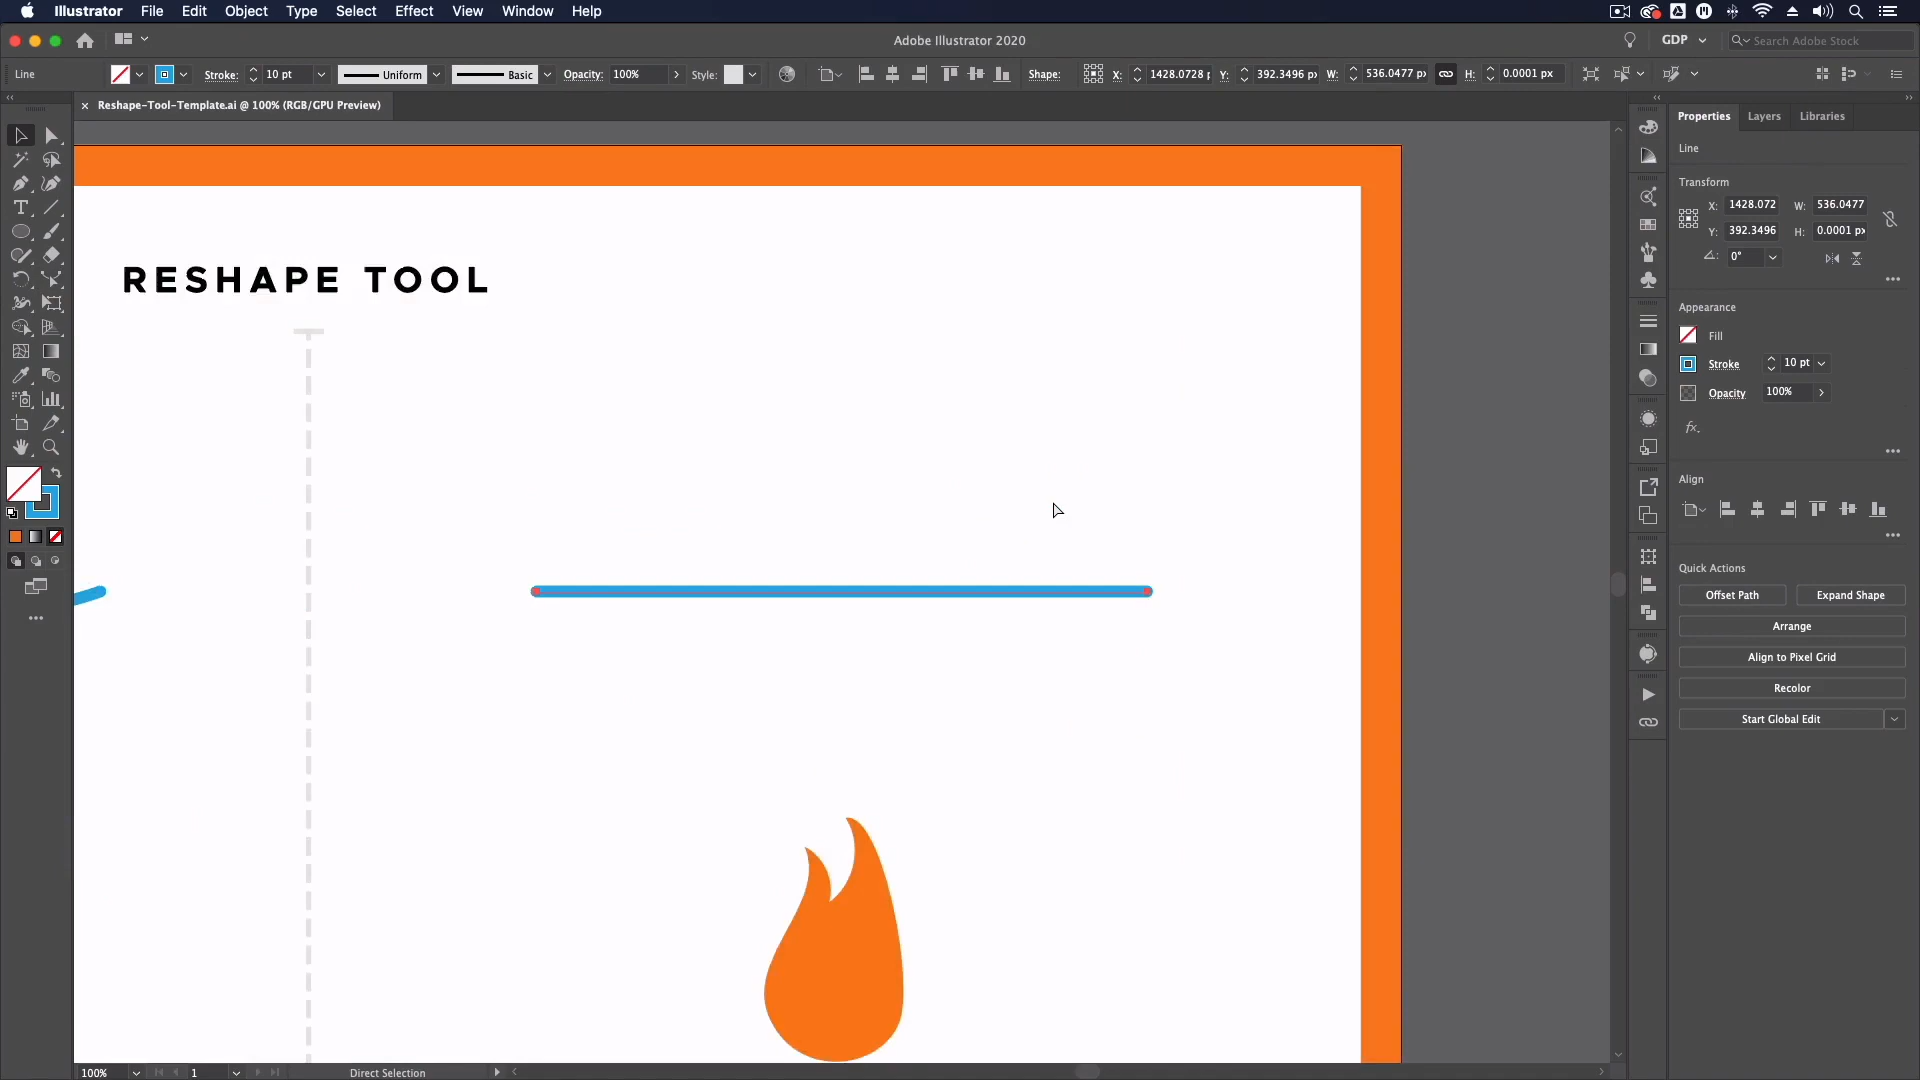 Illustrator File Edit Object Type Select Effect View Window Help
Adobe Illustrator 2020
GDP
Search Adobe Stock
Line
Stroke: 10 pt Uniform Basic Opacity: 100% Style: Shape: X: 1428.0728 p Y: 392.3496 px W: 536.0477 px H: 0.0001 px
Reshape-Tool-Template.ai @ 100% (RGB/GPU Preview)
RESHAPE TOOL
Properties Layers Libraries
Line
Transform
X: 1428.072 W: 536.0477
Y: 392.3496 H: 0.0001 px
0°
Appearance
Fill
Stroke 10 pt
Opacity 100%
fx.
Align
Quick Actions
Offset Path Expand Shape
Arrange
Align to Pixel Grid
Recolor
Start Global Edit
100% 1 Direct Selection